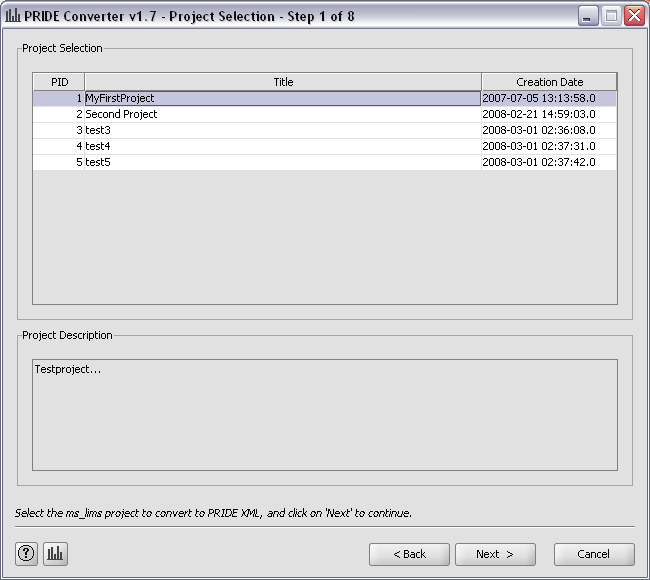 PRIDE Converter v1.7 - Project Selection - Step 1 of 8
Project Selection
PID Title Creation Date
1 MyFirstProject 2007-07-05 13:13:58.0
2 Second Project 2008-02-21 14:59:03.0
3 test3 2008-03-01 02:36:08.0
4 test4 2008-03-01 02:37:31.0
5 test5 2008-03-01 02:37:42.0
Project Description
Testproject...
Select the ms_lims project to convert to PRIDE XML, and click on 'Next' to continue.
? < Back Next > Cancel